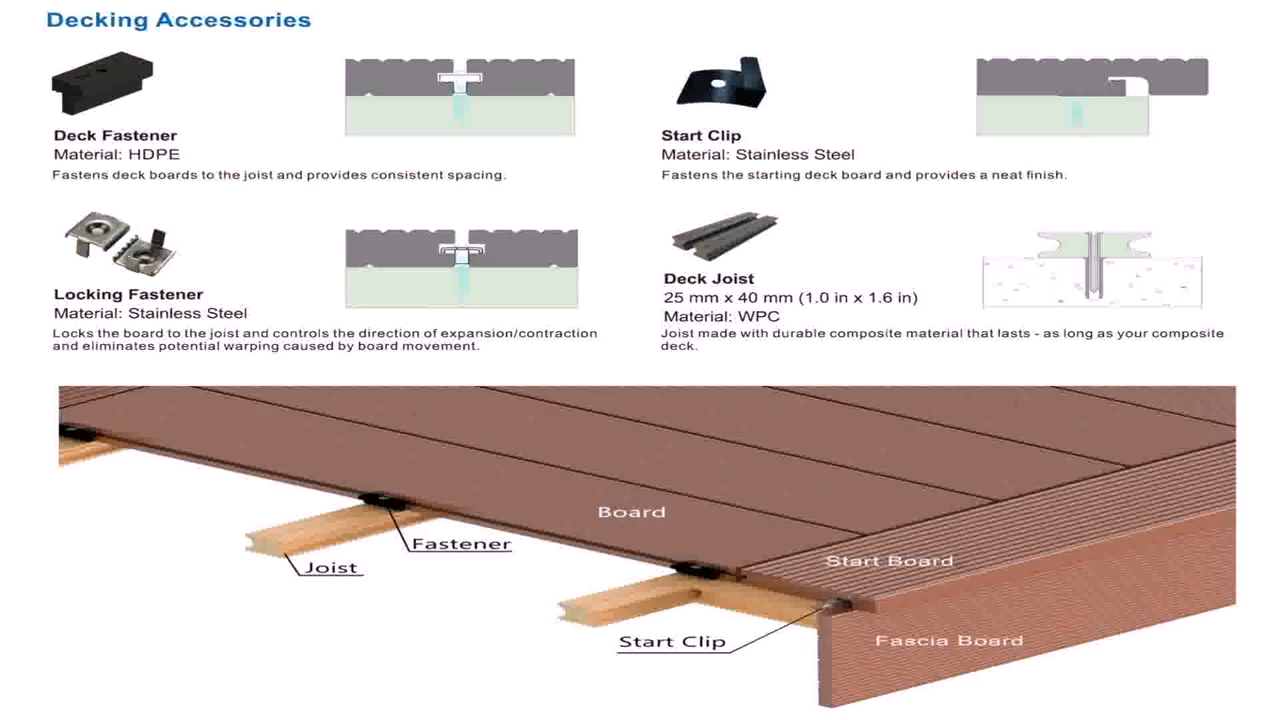 Decking Accessories
Deck Fastener
Material: HDPE
Fastens deck boards to the joist and provides consistent spacing.
Start Clip
Material: Stainless Steel
Fastens the starting deck board and provides a neat finish.
Locking Fastener
Material: Stainless Steel
Locks the board to the joist and controls the direction of expansion/contraction
and eliminates potential warping caused by board movement.
Deck Joist
25 mm x 40 mm (1.0 in x 1.6 in)
Material: WPC
Joist made with durable composite material that lasts - as long as your composite
deck.
Board
Fastener
Joist
Start Board
Start Clip
Fascia Board